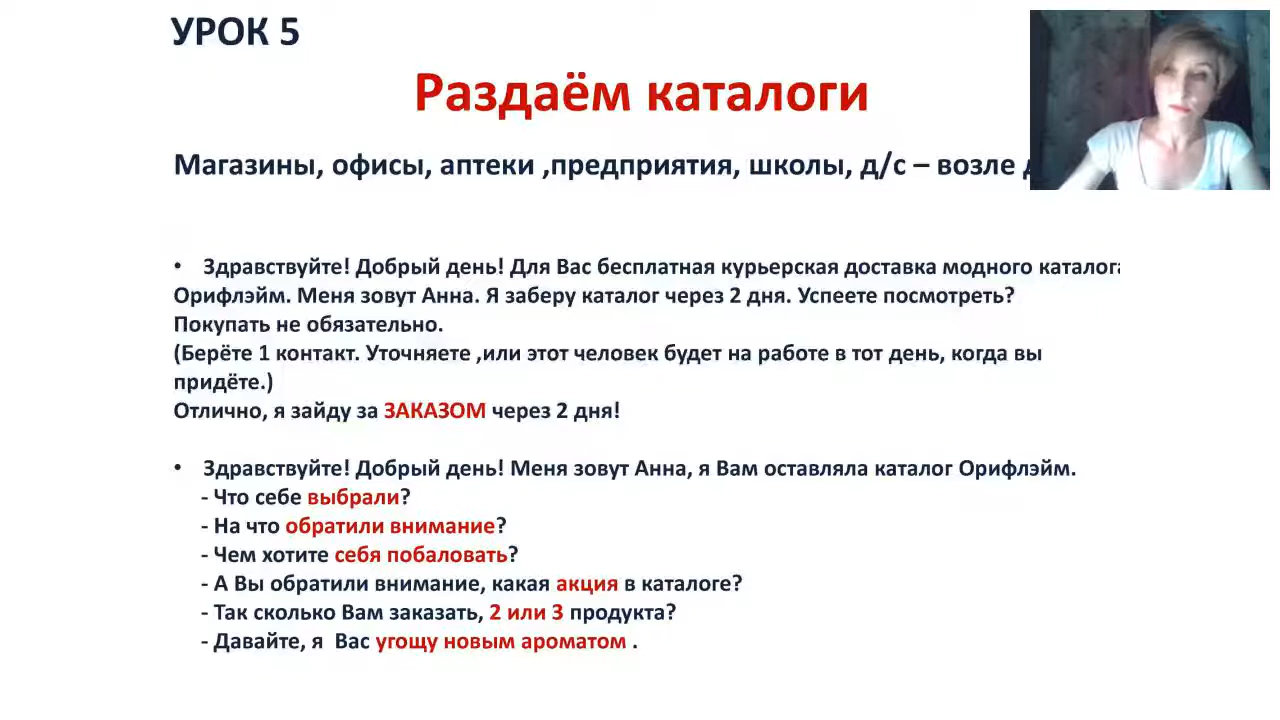 УРОК 5
Раздаём каталоги
Магазины, офисы, аптеки ,предприятия, школы, д/с – возле
• Здравствуйте! Добрый день! Для Вас бесплатная курьерская доставка модного каталога
Орифлэйм. Меня зовут Анна. Я заберу каталог через 2 дня. Успеете посмотреть?
Покупать не обязательно.
(Берёте 1 контакт. Уточняете ,или этот человек будет на работе в тот день, когда вы
придёте.)
Отлично, я зайду за ЗАКАЗОМ через 2 дня!
• Здравствуйте! Добрый день! Меня зовут Анна, я Вам оставляла каталог Орифлэйм.
- Что себе выбрали?
- На что обратили внимание?
- Чем хотите себя побаловать?
- А Вы обратили внимание, какая акция в каталоге?
- Так сколько Вам заказать, 2 или 3 продукта?
- Давайте, я Вас угощу новым ароматом .